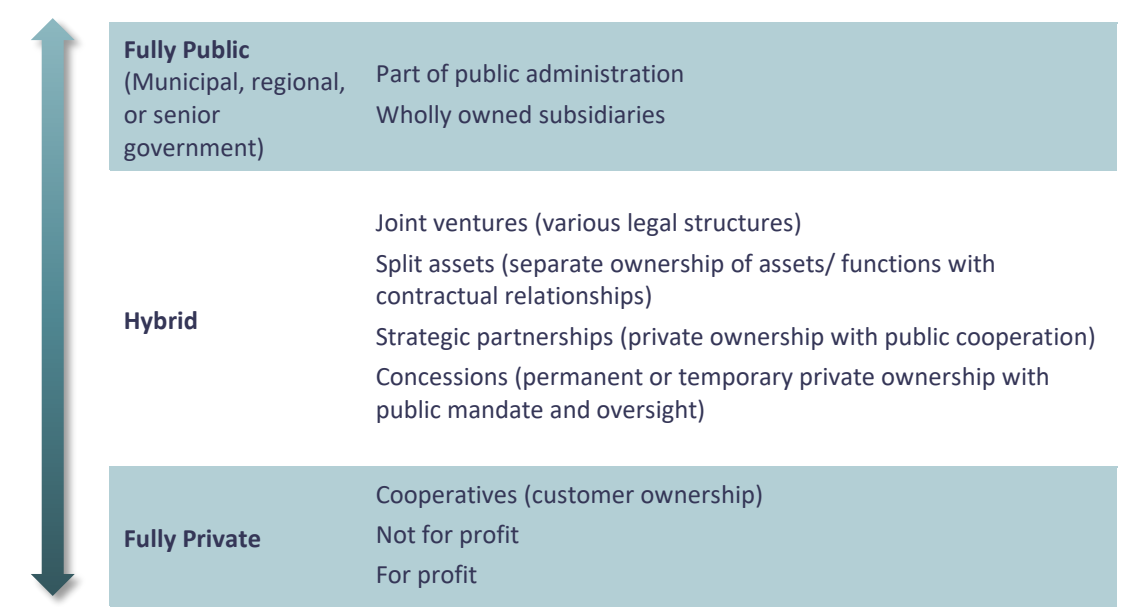 Fully Public
(Municipal, regional,
or senior
government)
Part of public administration
Wholly owned subsidiaries
Hybrid
Joint ventures (various legal structures)
Split assets (separate ownership of assets/ functions with
contractual relationships)
Strategic partnerships (private ownership with public cooperation)
Concessions (permanent or temporary private ownership with
public mandate and oversight)
Fully Private
Cooperatives (customer ownership)
Not for profit
For profit